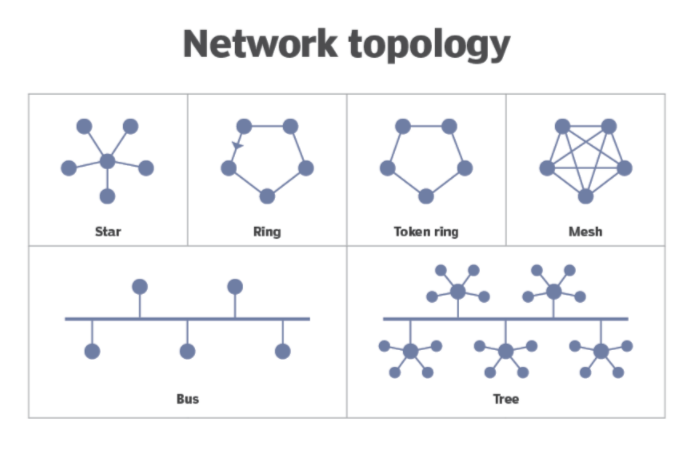 Network topology
Star
Ring
Token ring
Mesh
Bus
Tree